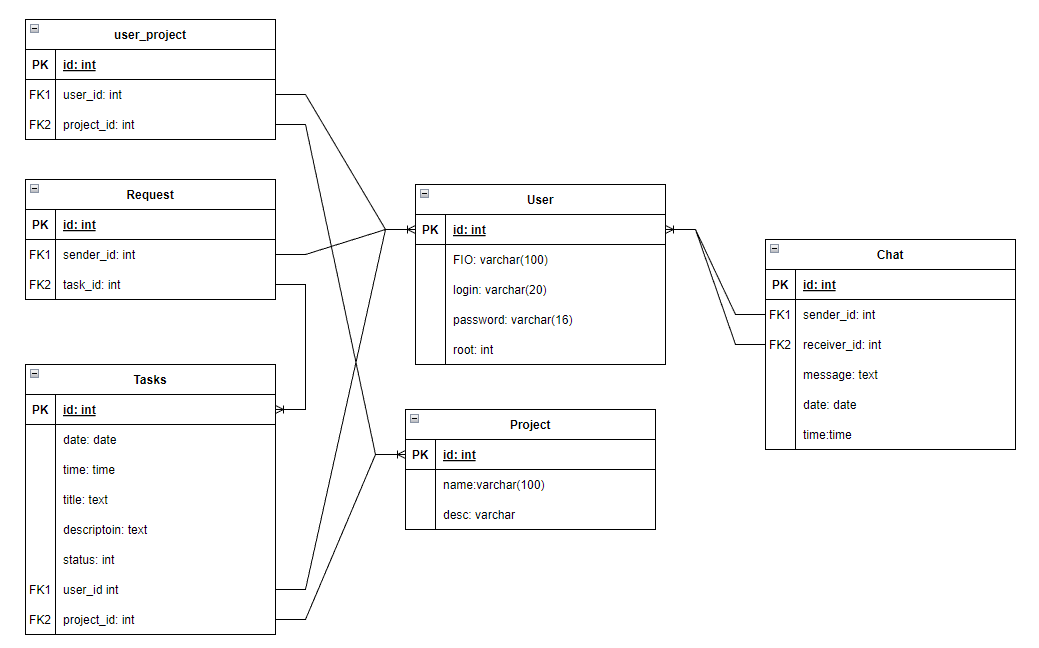 user_project
PK id: int
FK1 user_id: int
FK2 project_id: int
Request
PK id: int
FK1 sender_id: int
FK2 task_id: int
Tasks
PK id: int
date: date
time: time
title: text
descriptoin: text
status: int
FK1 user_id int
FK2 project_id: int
User
PK id: int
FIO: varchar(100)
login: varchar(20)
password: varchar(16)
root: int
Project
PK id: int
name:varchar(100)
desc: varchar
Chat
PK id: int
FK1 sender_id: int
FK2 receiver_id: int
message: text
date: date
time:time